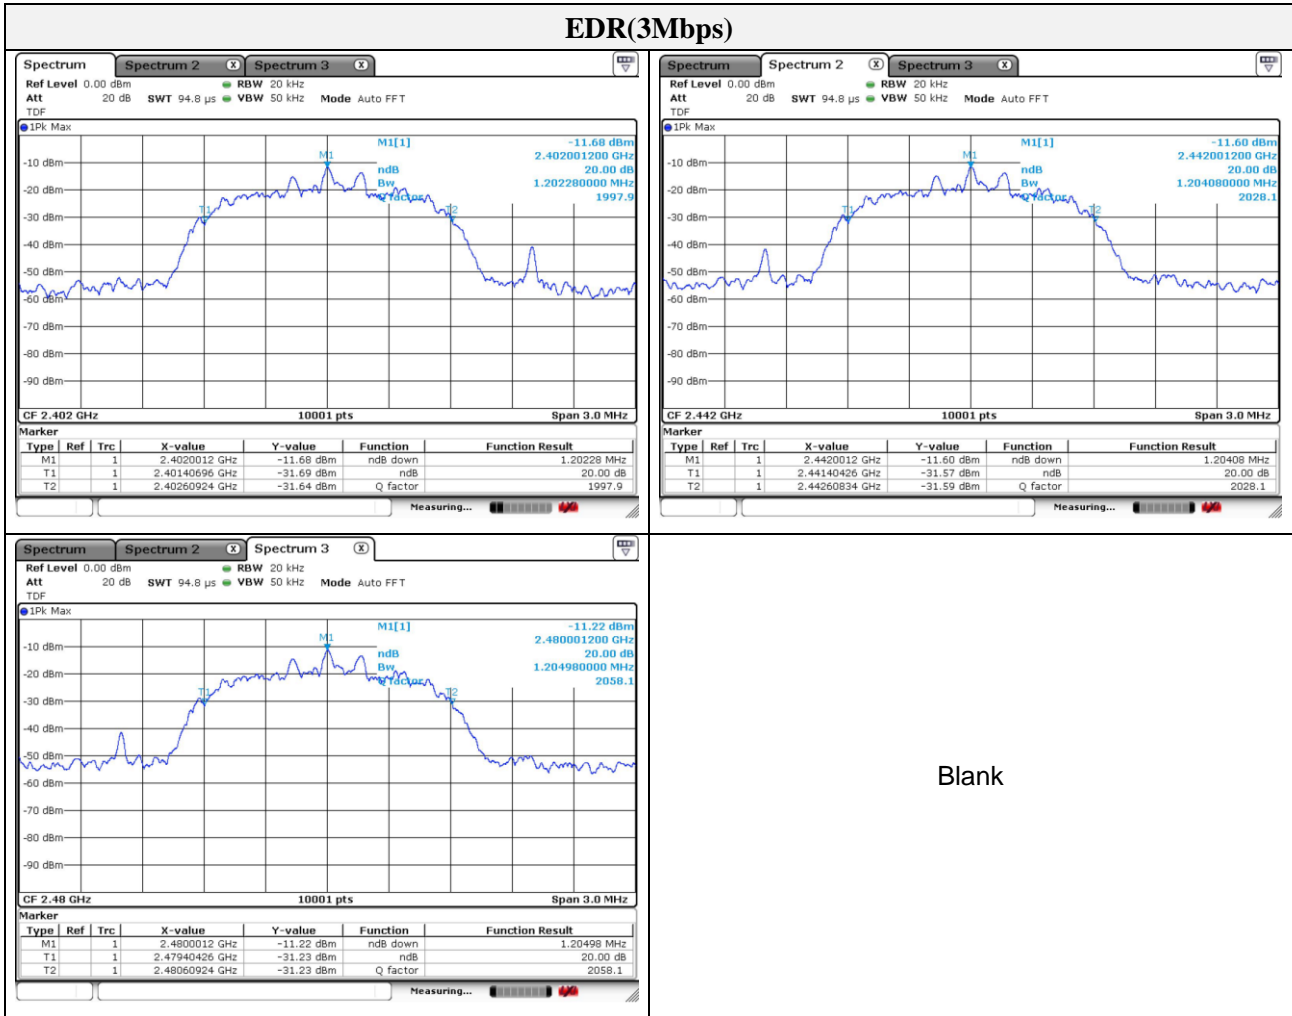 EDR(3Mbps)
Spectrum Spectrum 2 X Spectrum 3 X
Ref Level 0.00 dBm RBW 20 kHz
Att 20 dB SWT 94.8 µs VBW 50 kHz Mode Auto FFT
TDF
1Pk Max
M1[1] -11.68 dBm
2.402001200 GHz
M1
-10 dBm
ndB 20.00 dB
Bw 1.202280000 MHz
-20 dBm
Q factor 1997.9
T1 T2
-30 dBm
-40 dBm
-50 dBm
-60 dBm
-70 dBm
-80 dBm
-90 dBm
CF 2.402 GHz 10001 pts Span 3.0 MHz
Marker
Type Ref Trc X-value Y-value Function Function Result
M1 1 2.4020012 GHz -11.68 dBm ndB down 1.20228 MHz
T1 1 2.40140696 GHz -31.69 dBm ndB 20.00 dB
T2 1 2.40260924 GHz -31.64 dBm Q factor 1997.9
Measuring...
Spectrum Spectrum 2 X Spectrum 3 X
Ref Level 0.00 dBm RBW 20 kHz
Att 20 dB SWT 94.8 µs VBW 50 kHz Mode Auto FFT
TDF
1Pk Max
M1[1] -11.60 dBm
2.442001200 GHz
M1
-10 dBm
ndB 20.00 dB
Bw 1.204080000 MHz
-20 dBm
Q factor 2028.1
T1 T2
-30 dBm
-40 dBm
-50 dBm
-60 dBm
-70 dBm
-80 dBm
-90 dBm
CF 2.442 GHz 10001 pts Span 3.0 MHz
Marker
Type Ref Trc X-value Y-value Function Function Result
M1 1 2.4420012 GHz -11.60 dBm ndB down 1.20408 MHz
T1 1 2.44140426 GHz -31.57 dBm ndB 20.00 dB
T2 1 2.44260834 GHz -31.59 dBm Q factor 2028.1
Measuring...
Spectrum Spectrum 2 X Spectrum 3 X
Ref Level 0.00 dBm RBW 20 kHz
Att 20 dB SWT 94.8 µs VBW 50 kHz Mode Auto FFT
TDF
1Pk Max
M1[1] -11.22 dBm
2.480001200 GHz
M1
-10 dBm
ndB 20.00 dB
Bw 1.204980000 MHz
-20 dBm
Q factor 2058.1
T1 T2
-30 dBm
-40 dBm
-50 dBm
-60 dBm
-70 dBm
-80 dBm
-90 dBm
CF 2.48 GHz 10001 pts Span 3.0 MHz
Marker
Type Ref Trc X-value Y-value Function Function Result
M1 1 2.4800012 GHz -11.22 dBm ndB down 1.20498 MHz
T1 1 2.47940426 GHz -31.23 dBm ndB 20.00 dB
T2 1 2.48060924 GHz -31.23 dBm Q factor 2058.1
Measuring...
Blank